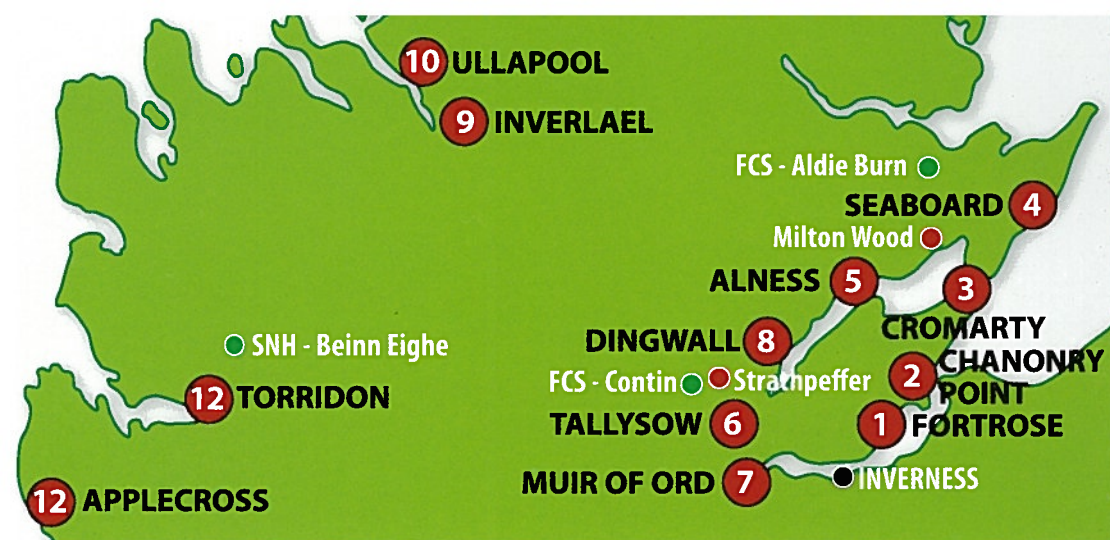 10 ULLAPOOL
9 INVERLAEL
FCS - Aldie Burn
SEABOARD 4
Milton Wood
ALNESS 5
3
CROMARTY
DINGWALL 8
SNH - Beinn Eighe
2 CHANONRY
POINT
FCS - Contin
Strathpeffer
12 TORRIDON
TALLYSOW 6
1 FORTROSE
MUIR OF ORD 7
INVERNESS
12 APPLECROSS